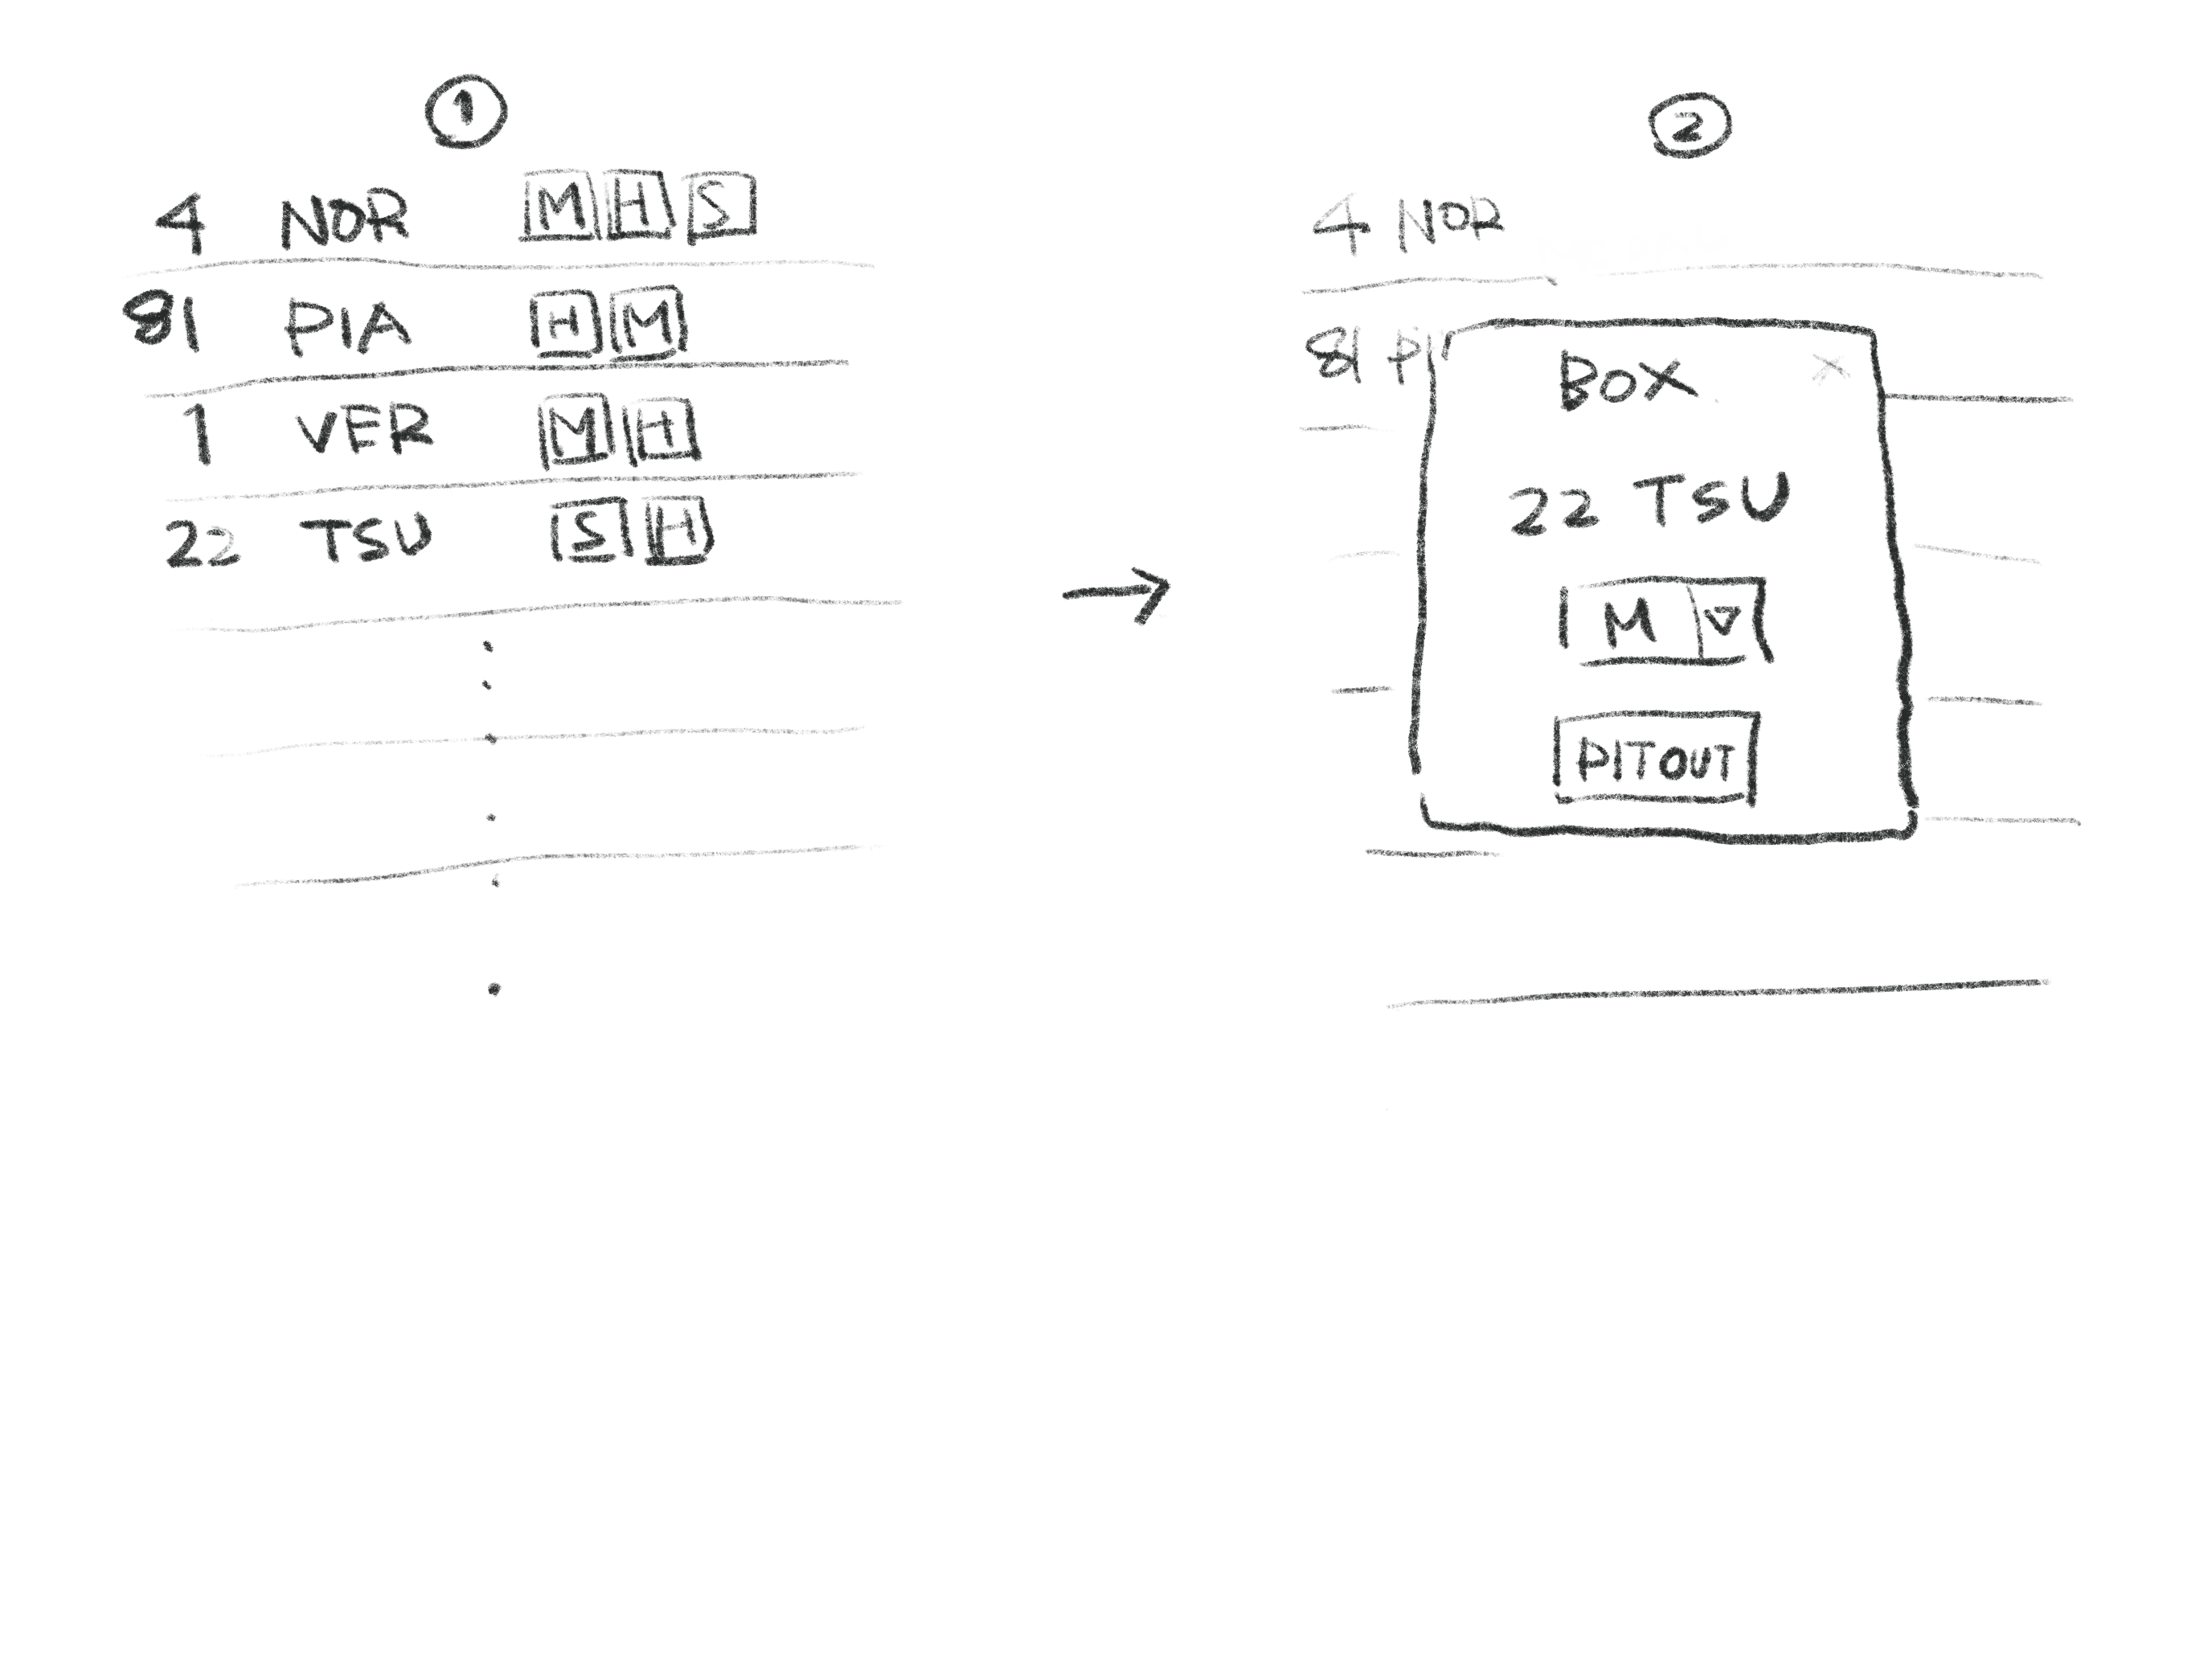 1
4 NOR M H S
81 PIA H M
1 VER M H
22 TSU S H
2
4 NOR
81 PI
BOX ×
22 TSU
M ▽
PITOUT